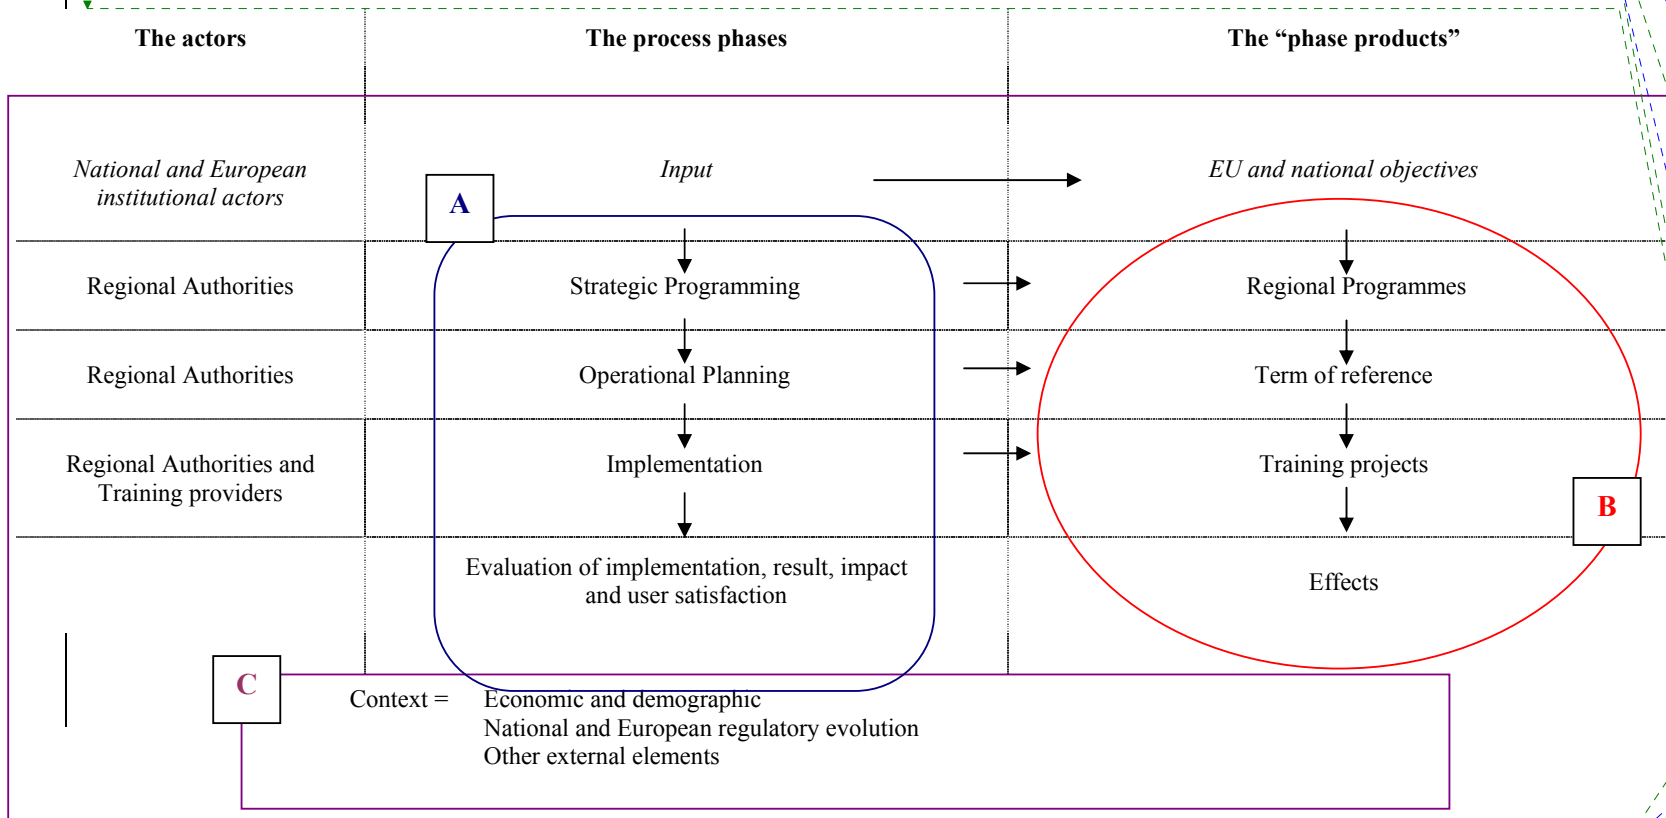 The actors
The process phases
The “phase products”
National and European
institutional actors
Input
EU and national objectives
A
Regional Authorities
Strategic Programming
Regional Programmes
Regional Authorities
Operational Planning
Term of reference
Regional Authorities and
Training providers
Implementation
Training projects
B
Evaluation of implementation, result, impact
and user satisfaction
Effects
C
Context = Economic and demographic
National and European regulatory evolution
Other external elements